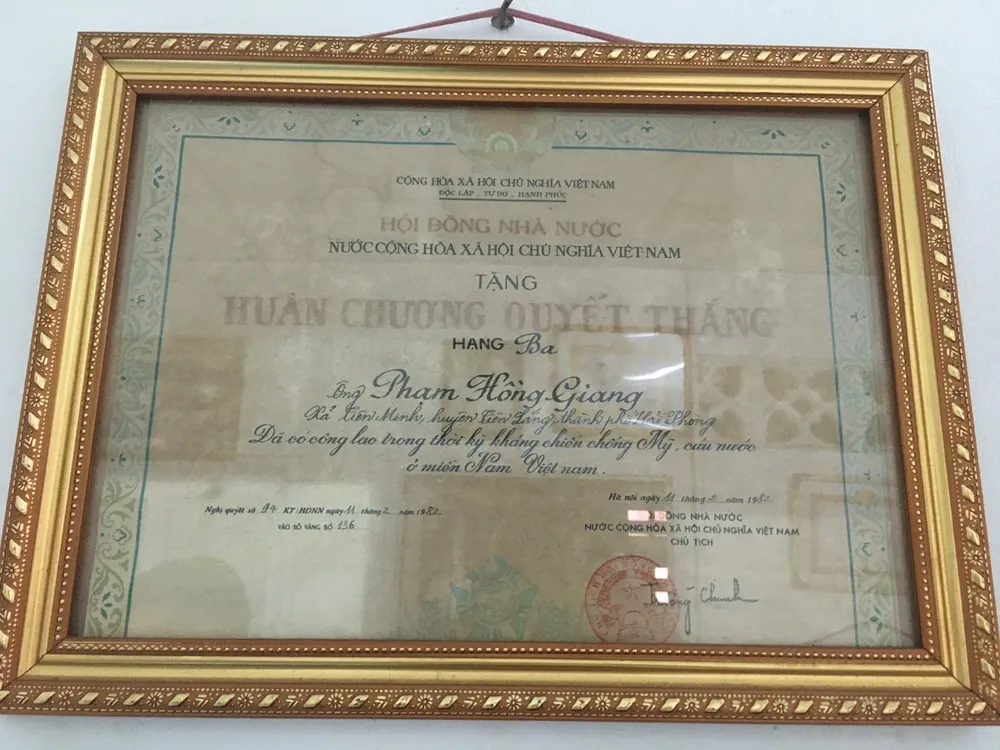 CỘNG HÒA XÃ HỘI CHỦ NGHĨA VIỆT NAM
ĐỘC LẬP _ TỰ DO _ HẠNH PHÚC
HỘI ĐỒNG NHÀ NƯỚC
NƯỚC CỘNG HÒA XÃ HỘI CHỦ NGHĨA VIỆT-NAM
TẶNG
HUÂN CHƯƠNG QUYẾT THẮNG
HẠNG Ba
Ông Phạm Hồng Giang
Xã Tiên Minh, huyện Tiên Lãng, thành phố Hải Phòng
Đã có công lao trong thời kỳ kháng chiến chống Mỹ, cứu nước
ở miền Nam Việt nam.
Nghị quyết số 94 KT/HĐNN ngày 11 tháng 2 năm 1982
VÀO SỔ VÀNG SỐ 136
Hà nội ngày 11 tháng 2 năm 1982
ĐỒNG NHÀ NƯỚC
NƯỚC CỘNG HÒA XÃ HỘI CHỦ NGHĨA VIỆT NAM
CHỦ TỊCH
Trường Chinh